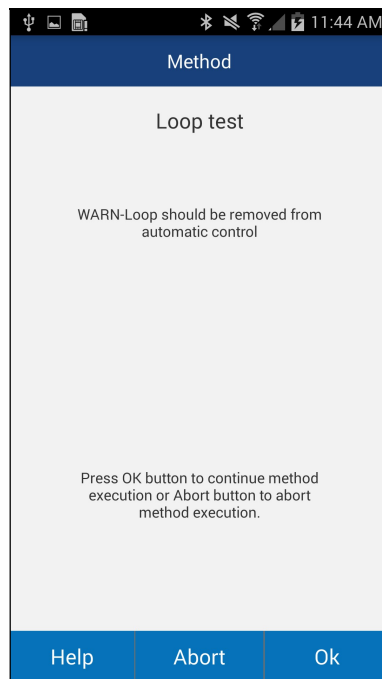 11:44 AM
Method
Loop test
WARN-Loop should be removed from
automatic control
Press OK button to continue method
execution or Abort button to abort
method execution.
Help Abort Ok